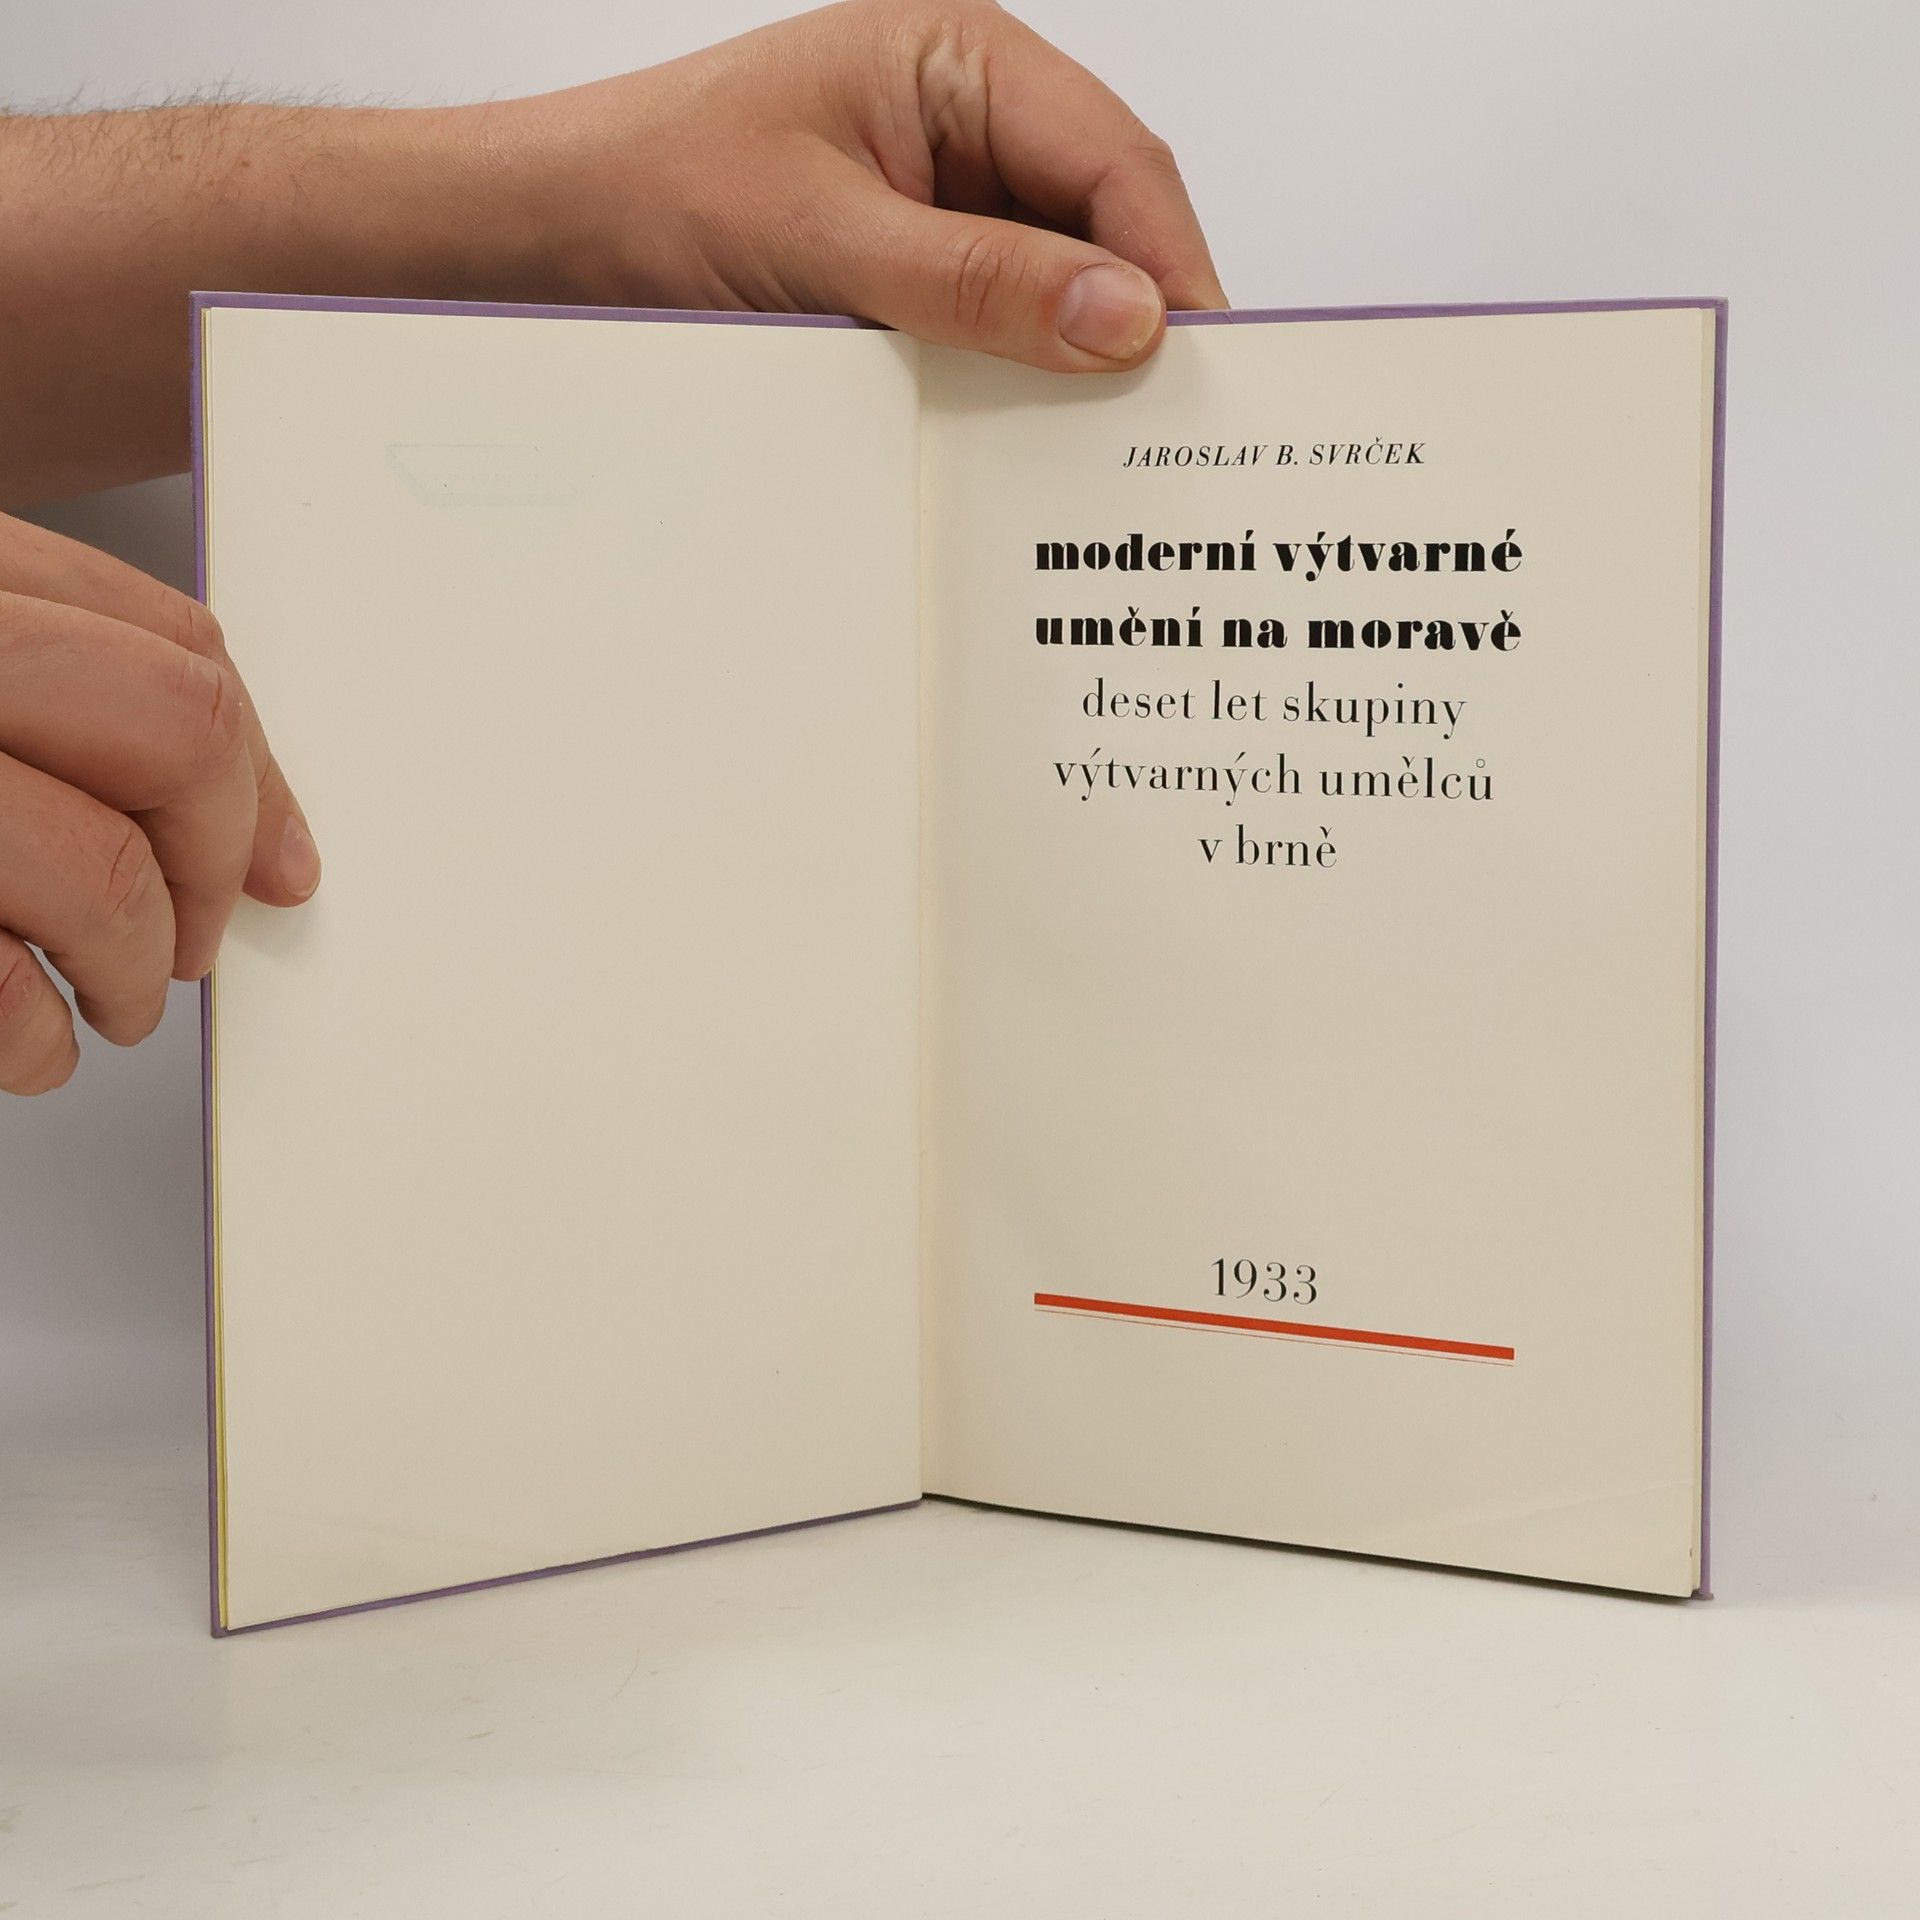 JAROSLAV B. SVRČEK
moderní výtvarné
umění na moravě
deset let skupiny
výtvarných umělců
v brně
1933